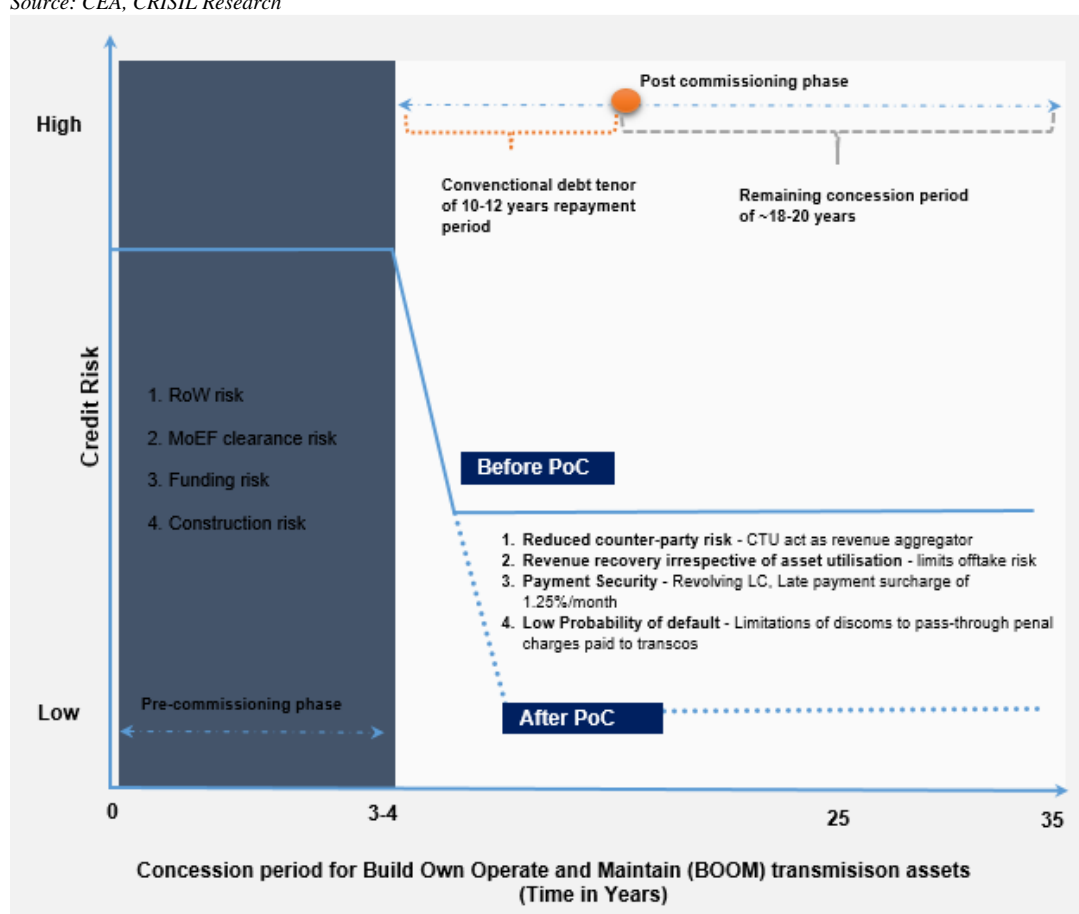 Source: CEA, CRISIL Research
Post commissioning phase
High
Convenctional debt tenor
of 10-12 years repayment
period
Remaining concession period
of ~18-20 years
Credit Risk
1. RoW risk
2. MoEF clearance risk
3. Funding risk
4. Construction risk
Before PoC
1. Reduced counter-party risk - CTU act as revenue aggregator
2. Revenue recovery irrespective of asset utilisation - limits offtake risk
3. Payment Security - Revolving LC, Late payment surcharge of
1.25%/month
4. Low Probability of default - Limitations of discoms to pass-through penal
charges paid to transcos
Pre-commissioning phase
Low
After PoC
0
3-4
25
35
Concession period for Build Own Operate and Maintain (BOOM) transmisison assets
(Time in Years)